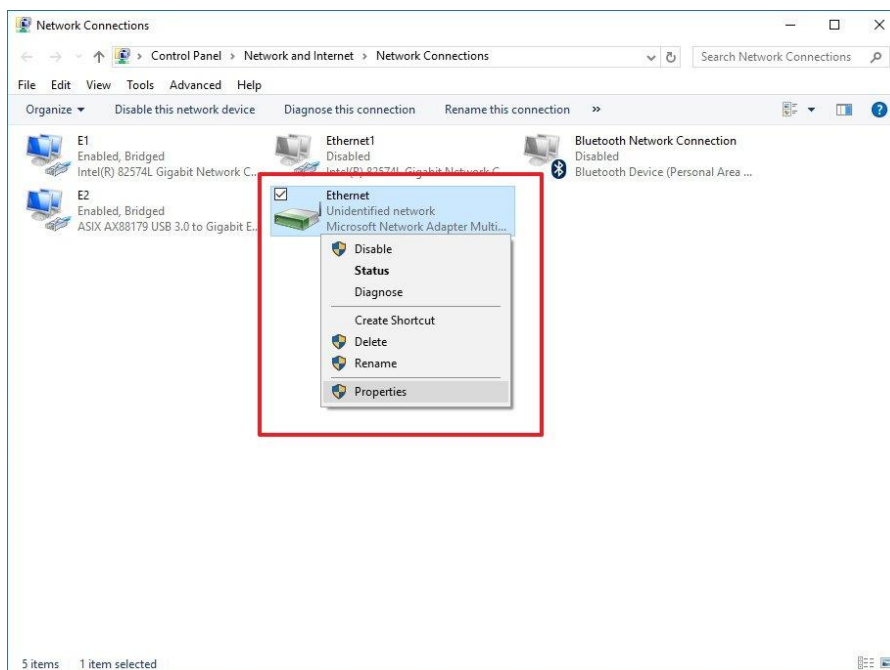 Network Connections
Control Panel > Network and Internet > Network Connections
Search Network Connections
File Edit View Tools Advanced Help
Organize Disable this network device Diagnose this connection Rename this connection »
E1
Enabled, Bridged
Intel(R) 82574L Gigabit Network C...
Ethernet1
Disabled
Intel(R) 82574L Gigabit Network C...
Bluetooth Network Connection
Disabled
Bluetooth Device (Personal Area ...
E2
Enabled, Bridged
ASIX AX88179 USB 3.0 to Gigabit E...
Ethernet
Unidentified network
Microsoft Network Adapter Multi...
Disable
Status
Diagnose
Create Shortcut
Delete
Rename
Properties
5 items 1 item selected